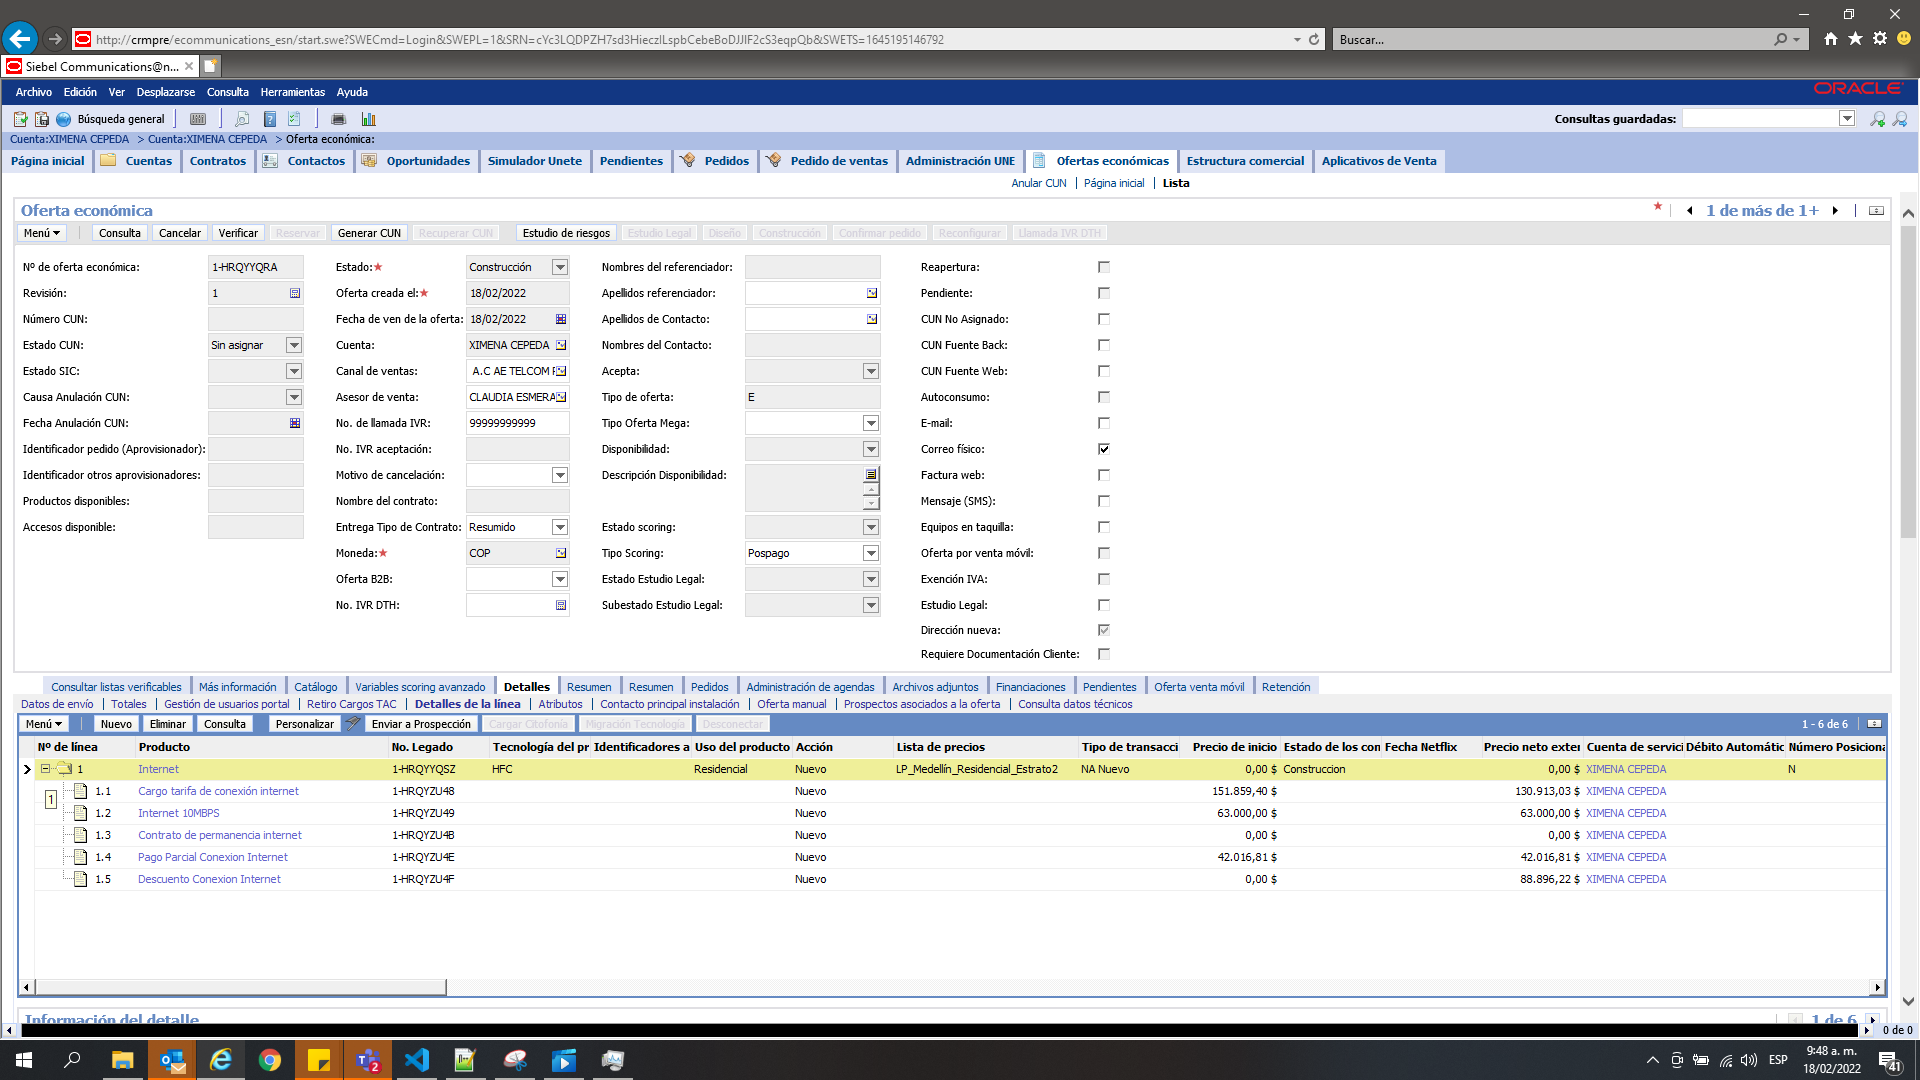 http://crmpre/ecommunications_esn/start.swe?SWECmd=Login&SWEPL=1&SRN=cYc3LQDPZH7sd3HieczILspbCebeBoDJJIF2cS3eqpQb&SWETS=1645195146792
Buscar...
Siebel Communications@n...
Archivo Edición Ver Desplazarse Consulta Herramientas Ayuda
ORACLE
Búsqueda general
Consultas guardadas:
Cuenta:XIMENA CEPEDA > Cuenta:XIMENA CEPEDA > Oferta económica:
Página inicial Cuentas Contratos Contactos Oportunidades Simulador Unete Pendientes Pedidos Pedido de ventas Administración UNE Ofertas económicas Estructura comercial Aplicativos de Venta
Anular CUN Página inicial Lista
Oferta económica
1 de más de 1+
Menú Consulta Cancelar Verificar Reservar Generar CUN Recuperar CUN Estudio de riesgos Estudio Legal Diseño Construcción Confirmar pedido Reconfigurar Llamada IVR DTH
Nº de oferta económica: 1-HRQYYQRA Estado: Construcción Nombres del referenciador: Reapertura:
Revisión: 1 Oferta creada el: 18/02/2022 Apellidos referenciador: Pendiente:
Número CUN: Fecha de ven de la oferta: 18/02/2022 Apellidos de Contacto: CUN No Asignado:
Estado CUN: Sin asignar Cuenta: XIMENA CEPEDA Nombres del Contacto: CUN Fuente Back:
Estado SIC: Canal de ventas: A.C AE TELCOM Acepta: CUN Fuente Web:
Causa Anulación CUN: Asesor de venta: CLAUDIA ESMERA Tipo de oferta: E Autoconsumo:
Fecha Anulación CUN: No. de llamada IVR: 99999999999 Tipo Oferta Mega: E-mail:
Identificador pedido (Aprovisionador): No. IVR aceptación: Disponibilidad: Correo físico:
Identificador otros aprovisionadores: Motivo de cancelación: Descripción Disponibilidad: Factura web:
Productos disponibles: Nombre del contrato: Mensaje (SMS):
Accesos disponible: Entrega Tipo de Contrato: Resumido Estado scoring: Equipos en taquilla:
Moneda: COP Tipo Scoring: Pospago Oferta por venta móvil:
Oferta B2B: Estado Estudio Legal: Exención IVA:
No. IVR DTH: Subestado Estudio Legal: Estudio Legal:
Dirección nueva:
Requiere Documentación Cliente:
Consultar listas verificables Más información Catálogo Variables scoring avanzado Detalles Resumen Resumen Pedidos Administración de agendas Archivos adjuntos Financiaciones Pendientes Oferta venta móvil Retención
Datos de envío Totales Gestión de usuarios portal Retiro Cargos TAC Detalles de la línea Atributos Contacto principal instalación Oferta manual Prospectos asociados a la oferta Consulta datos técnicos
Menú Nuevo Eliminar Consulta Personalizar Enviar a Prospección Cargar Citofonía Migración Tecnología Desconectar
1 - 6 de 6
Nº de línea Producto No. Legado Tecnología del pr Identificadores a Uso del producto Acción Lista de precios Tipo de transacci Precio de inicio Estado de los con Fecha Netflix Precio neto exter Cuenta de servici Débito Automátic Número Posiciona
1 Internet 1-HRQYYQSZ HFC Residencial Nuevo LP_Medellín_Residencial_Estrato2 NA Nuevo 0,00 $ Construccion 0,00 $ XIMENA CEPEDA N
1.1 Cargo tarifa de conexión internet 1-HRQYZU48 Nuevo 151.859,40 $ 130.913,03 $ XIMENA CEPEDA
1
1.2 Internet 10MBPS 1-HRQYZU49 Nuevo 63.000,00 $ 63.000,00 $ XIMENA CEPEDA
1.3 Contrato de permanencia internet 1-HRQYZU4B Nuevo 0,00 $ 0,00 $ XIMENA CEPEDA
1.4 Pago Parcial Conexion Internet 1-HRQYZU4E Nuevo 42.016,81 $ 42.016,81 $ XIMENA CEPEDA
1.5 Descuento Conexion Internet 1-HRQYZU4F Nuevo 0,00 $ 88.896,22 $ XIMENA CEPEDA
Información del detalle
1 de 6
0 de 0
2
ESP
9:48 a. m.
18/02/2022
41